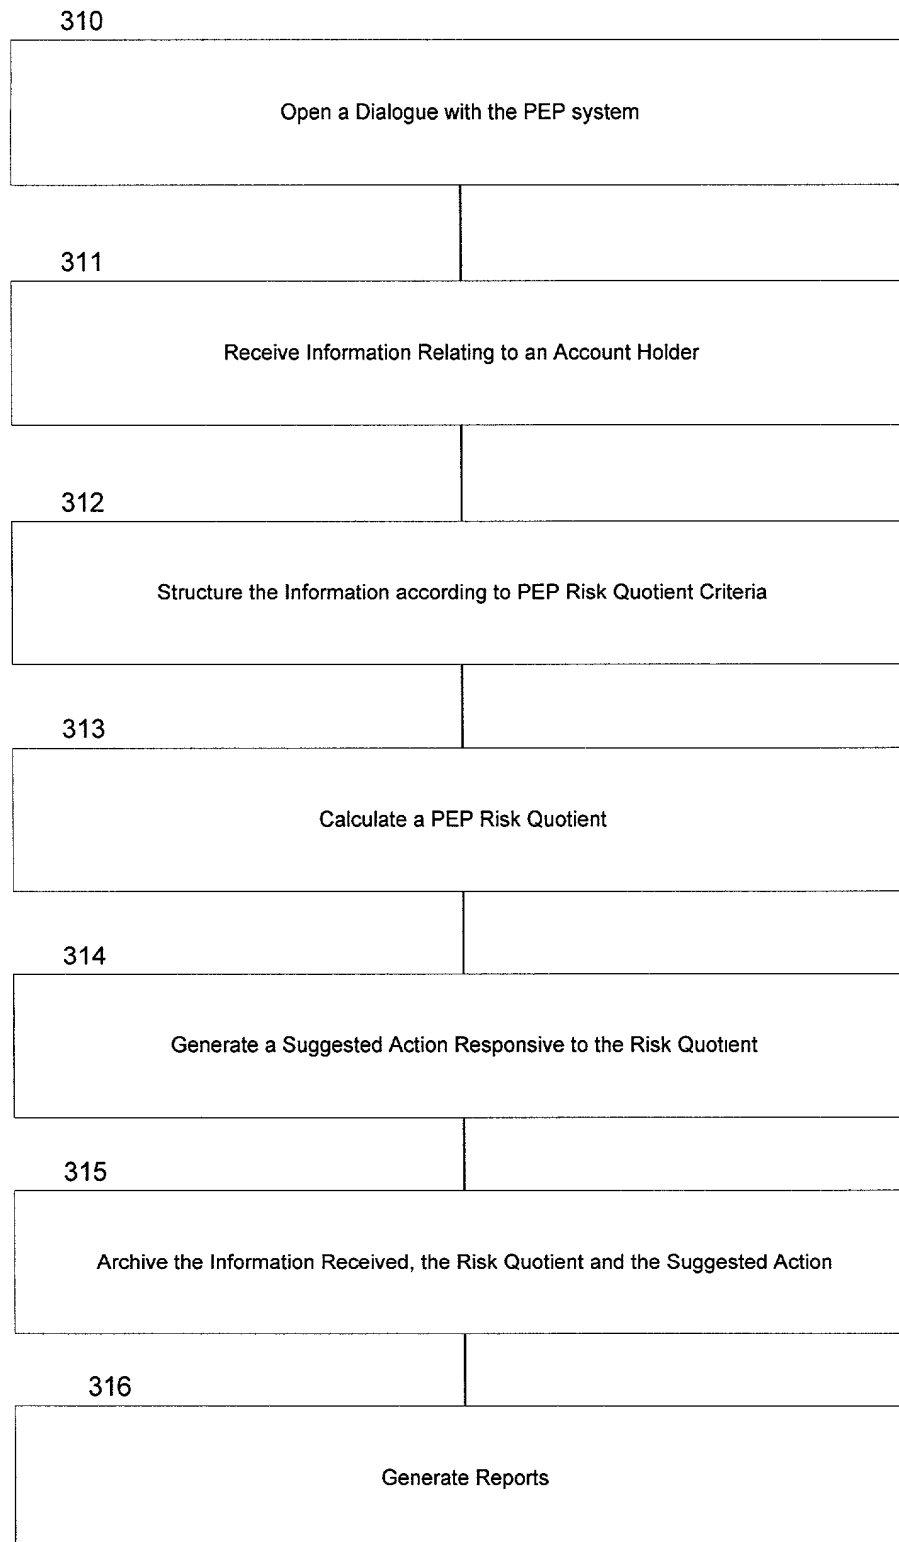 310
Open a Dialogue with the PEP system
311
Receive Information Relating to an Account Holder
312
Structure the Information according to PEP Risk Quotient Criteria
313
Calculate a PEP Risk Quotient
314
Generate a Suggested Action Responsive to the Risk Quotient
315
Archive the Information Received, the Risk Quotient and the Suggested Action
316
Generate Reports